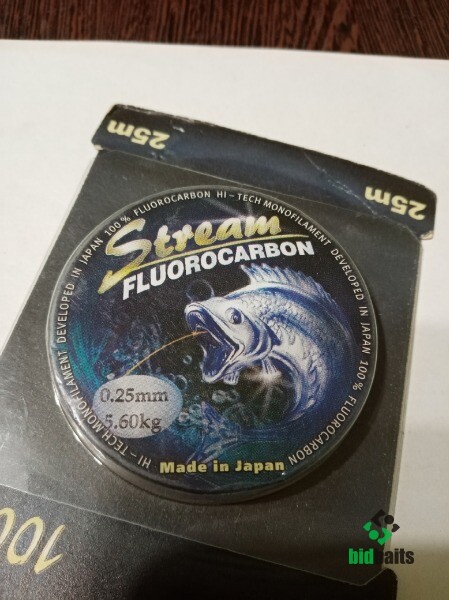 25m
25m
HI - TECH MONOFILAMENT DEVELOPED IN JAPAN 100% FLUOROCARBON HI - TECH MONOFILAMENT DEVELOPED IN JAPAN 100% FLUOROCARBON
Stream
FLUOROCARBON
0.25mm
5.60kg
Made in Japan
100
bidbaits